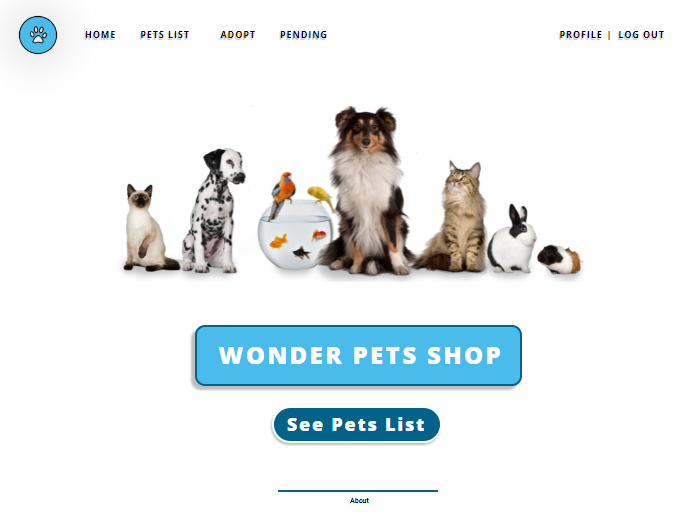 HOME PETS LIST ADOPT PENDING PROFILE | LOG OUT
WONDER PETS SHOP
See Pets List
About